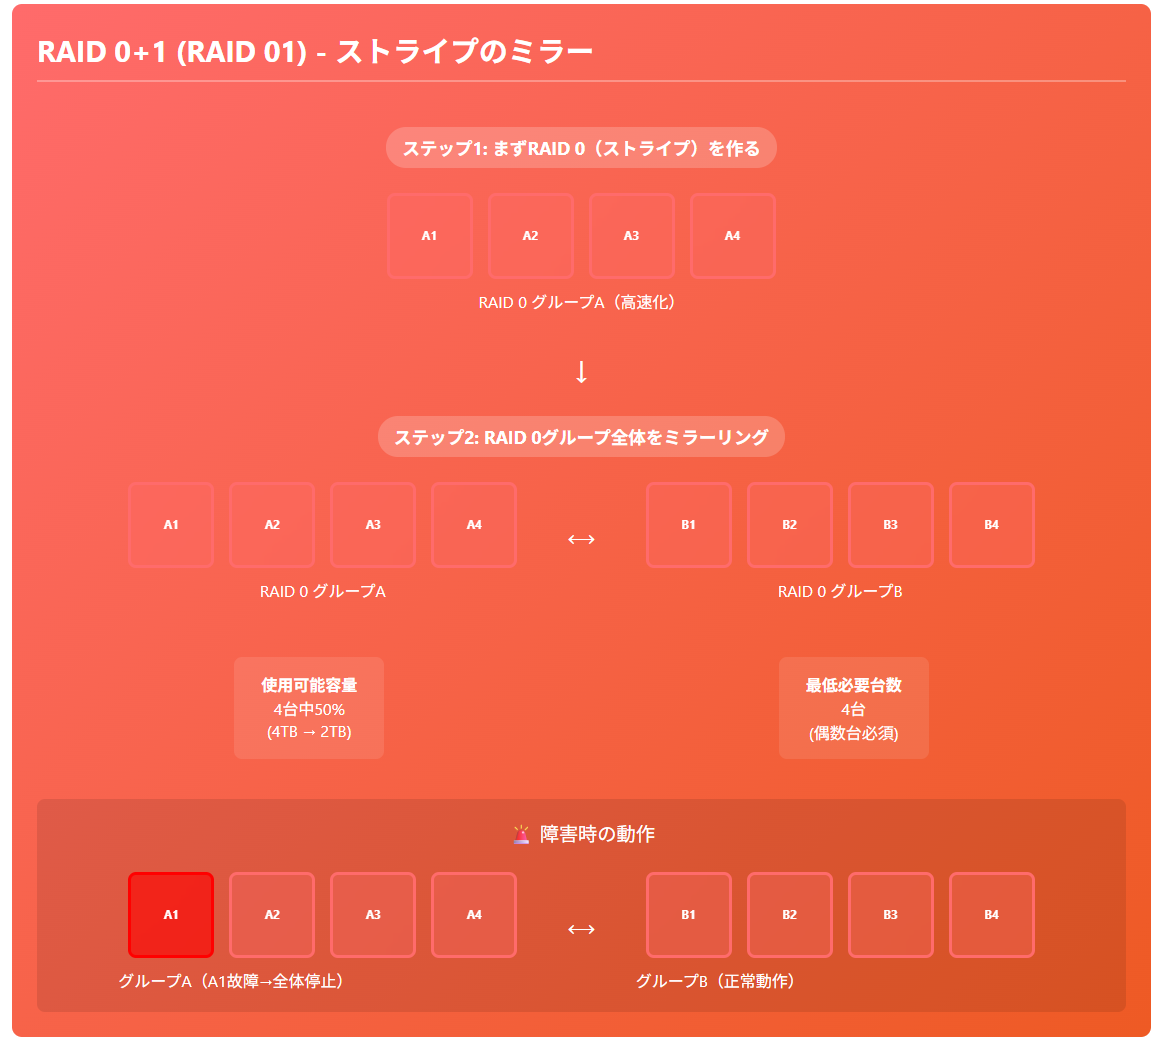 RAID 0+1 (RAID 01) - ストライプのミラー
ステップ1: まずRAID 0（ストライプ）を作る
A1 A2 A3 A4
RAID 0 グループA（高速化）
↓
ステップ2: RAID 0グループ全体をミラーリング
A1 A2 A3 A4 ↔ B1 B2 B3 B4
RAID 0 グループA RAID 0 グループB
使用可能容量
4台中50%
(4TB → 2TB)
最低必要台数
4台
(偶数台必須)
🚨 障害時の動作
A1 A2 A3 A4 ↔ B1 B2 B3 B4
グループA（A1故障→全体停止） グループB（正常動作）